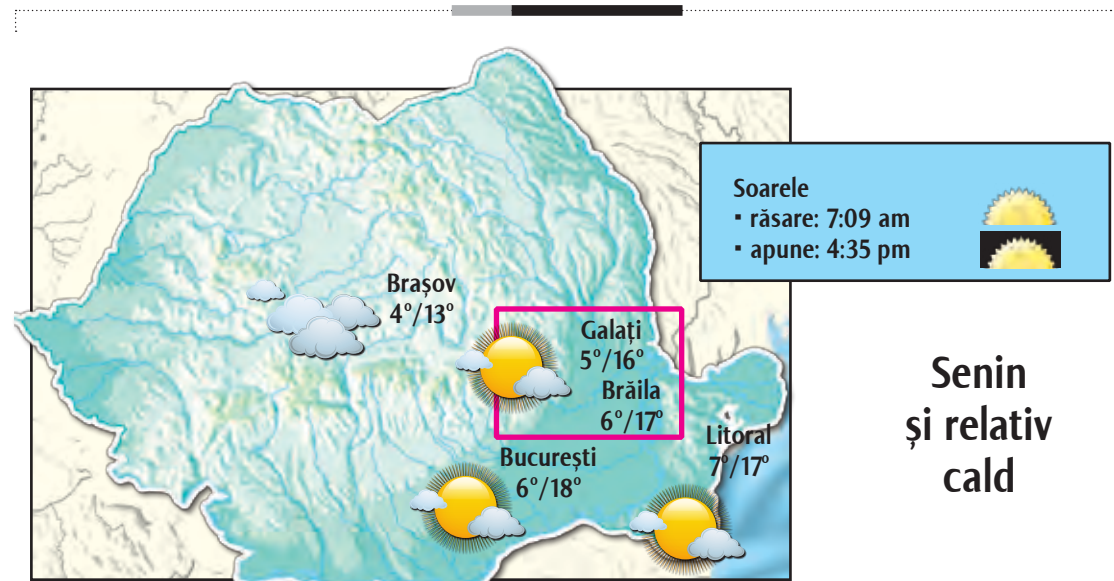 Soarele
▪ răsare: 7:09 am
▪ apune: 4:35 pm
Brașov
4°/13°
Galați
5°/16°
Brăila
6°/17°
Litoral
7°/17°
București
6°/18°
Senin
și relativ
cald